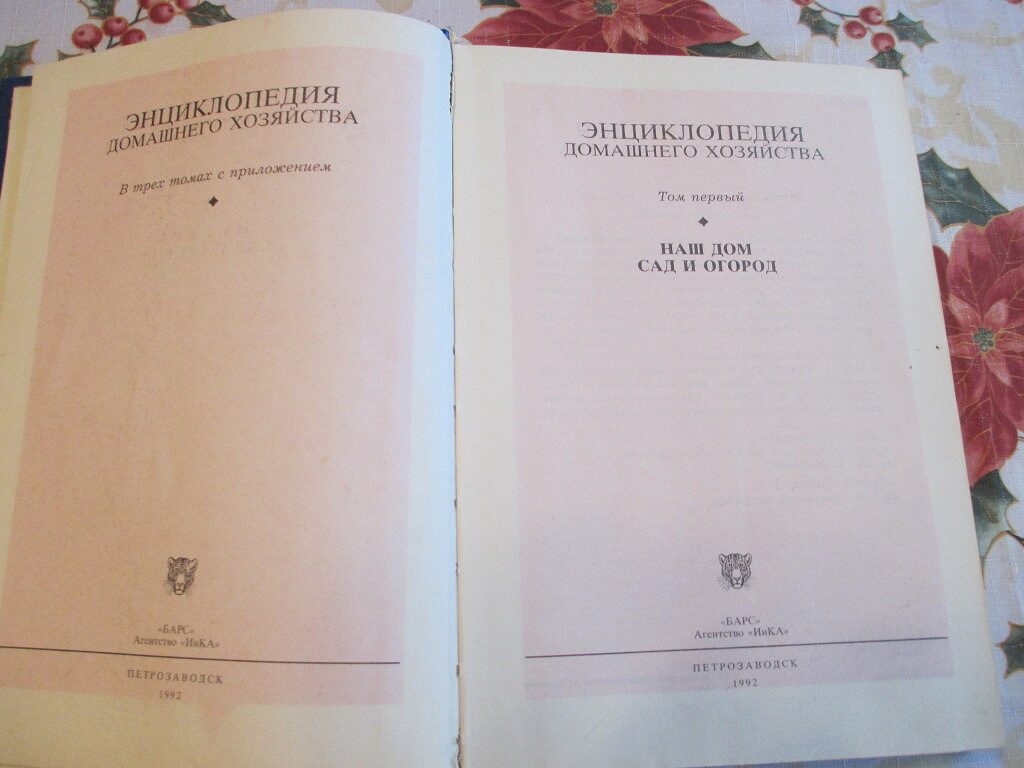 ЭНЦИКЛОПЕДИЯ
ДОМАШНЕГО ХОЗЯЙСТВА
В трех томах с приложением
«БАРС»
Агентство «ИнКА»
ПЕТРОЗАВОДСК
1992
ЭНЦИКЛОПЕДИЯ
ДОМАШНЕГО ХОЗЯЙСТВА
Том первый
НАШ ДОМ
САД И ОГОРОД
«БАРС»
Агентство «ИнКА»
ПЕТРОЗАВОДСК
1992